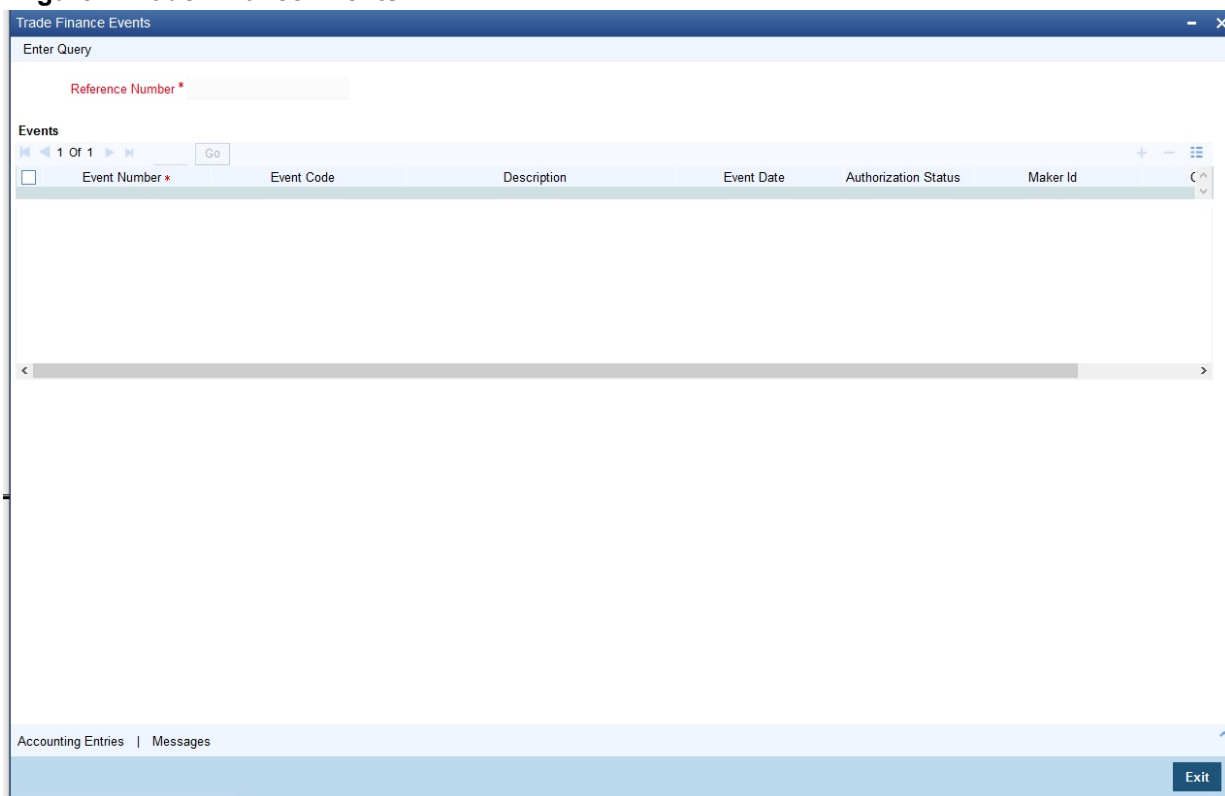 Trade Finance Events
Enter Query
Reference Number *
Events
1 Of 1 Go
Event Number * Event Code Description Event Date Authorization Status Maker Id
Accounting Entries | Messages
Exit